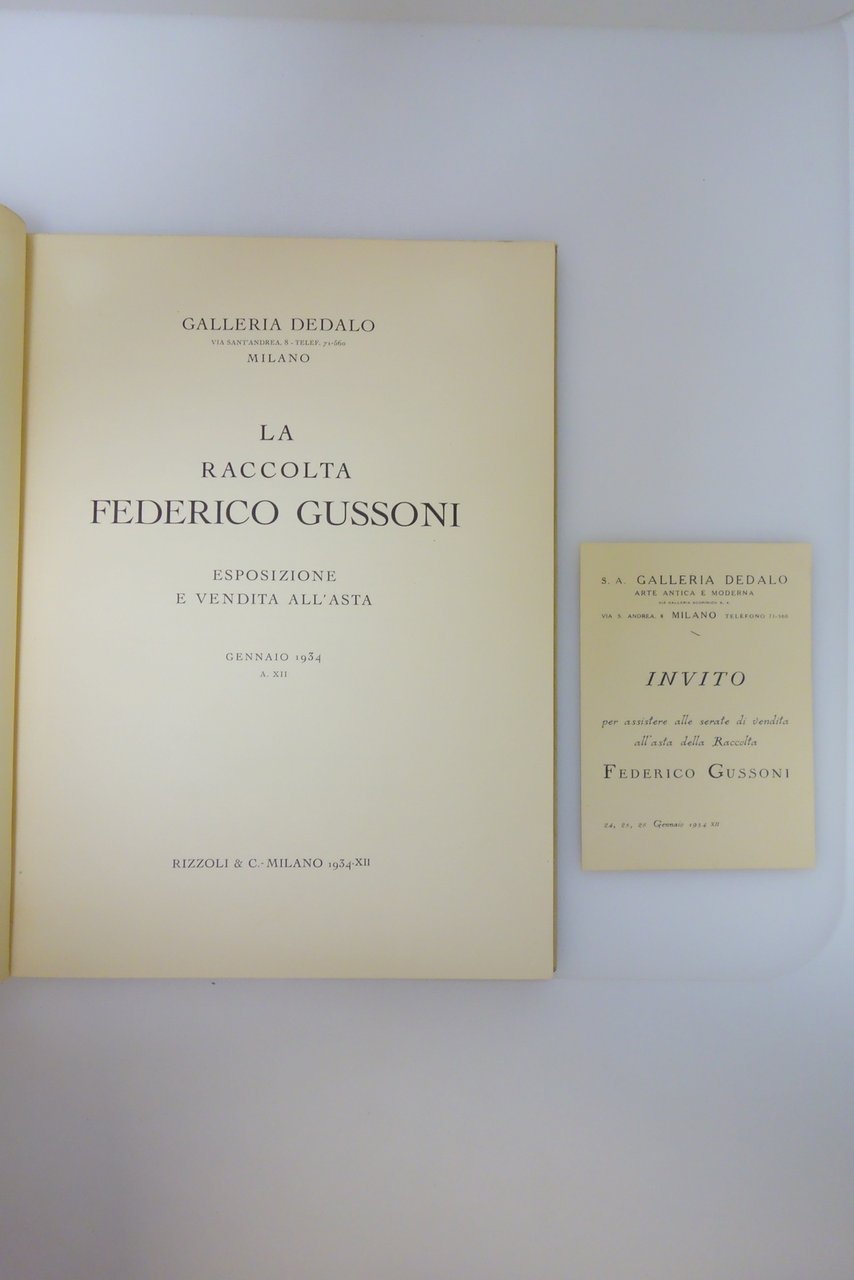 GALLERIA DEDALO
VIA SANT'ANDREA, 8 - TELEF. 71-560
MILANO
LA
RACCOLTA
FEDERICO GUSSONI
ESPOSIZIONE
E VENDITA ALL'ASTA
GENNAIO 1934
A. XII
RIZZOLI & C.-MILANO 1934-XII
S. A. GALLERIA DEDALO
ARTE ANTICA E MODERNA
VIA S. ANDREA, 8 MILANO TELEFONO 71-560
INVITO
per assistere alle serate di vendita
all'asta della Raccolta
FEDERICO GUSSONI
24, Gennaio 1934 XII